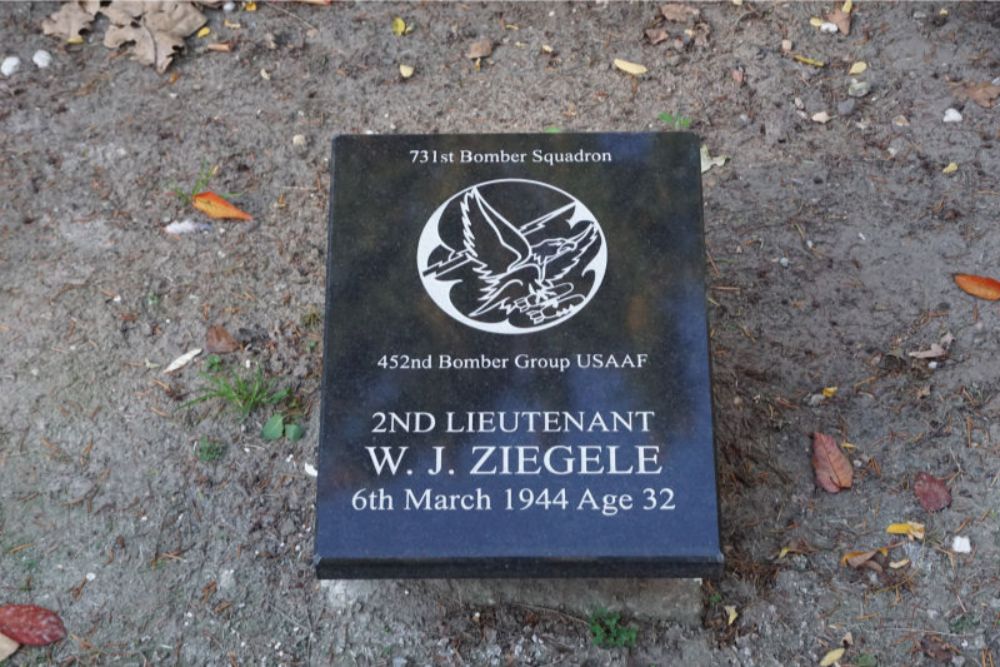 731st Bomber Squadron
452nd Bomber Group USAAF
2ND LIEUTENANT
W. J. ZIEGELE
6th March 1944 Age 32